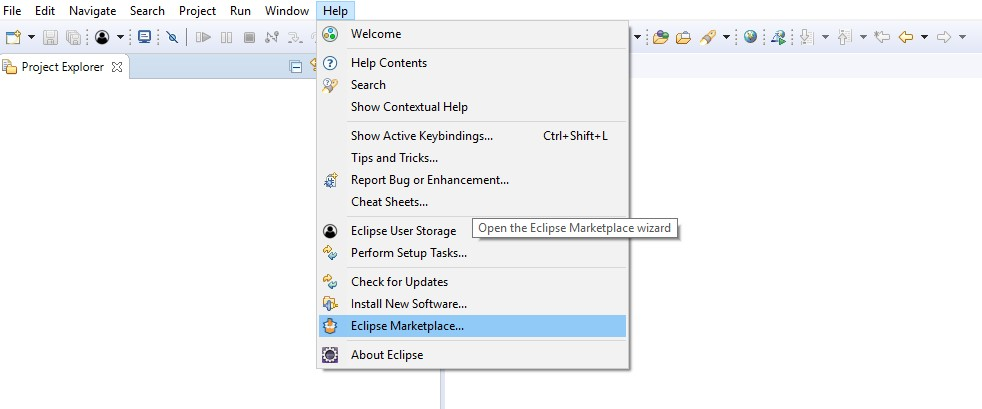 File Edit Navigate Search Project Run Window Help
Welcome
Project Explorer
Help Contents
Search
Show Contextual Help
Show Active Keybindings... Ctrl+Shift+L
Tips and Tricks...
Report Bug or Enhancement...
Cheat Sheets...
Eclipse User Storage
Open the Eclipse Marketplace wizard
Perform Setup Tasks...
Check for Updates
Install New Software...
Eclipse Marketplace...
About Eclipse